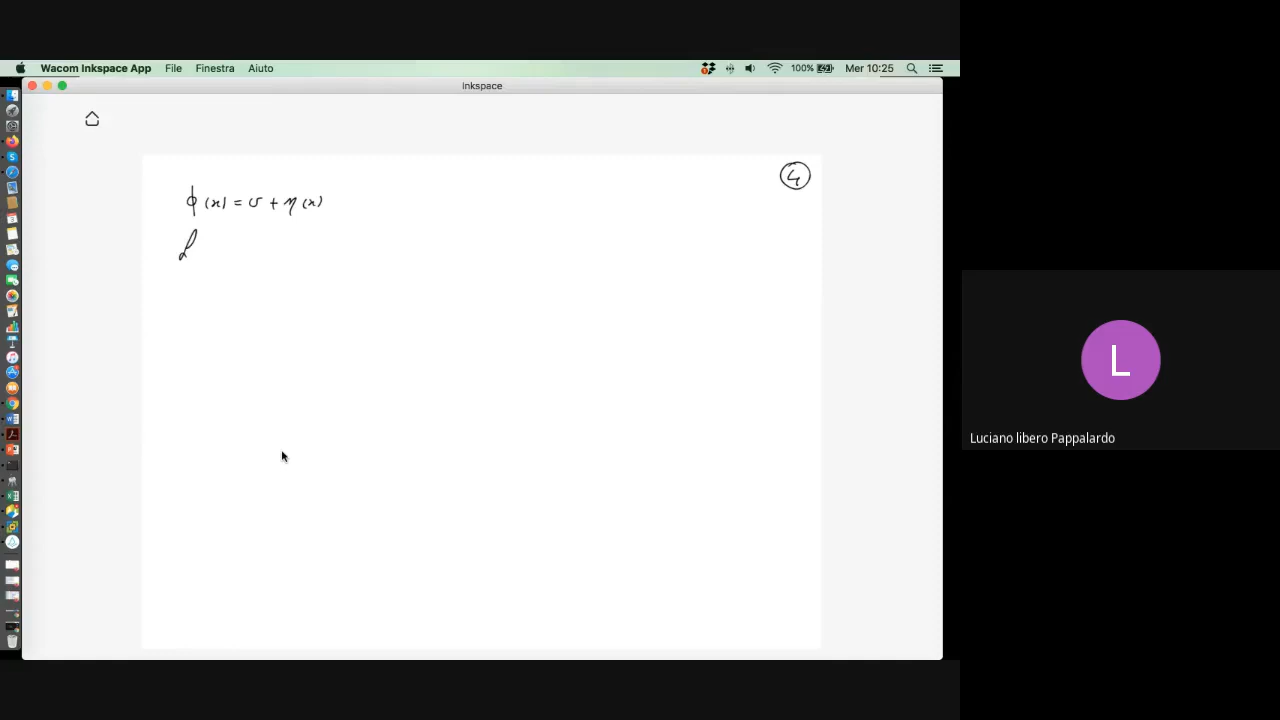 Wacom Inkspace App File Finestra Aiuto 100% Mer 10:25
Inkspace
4
ϕ(x) = v + η(x)
ℒ
L
Luciano libero Pappalardo